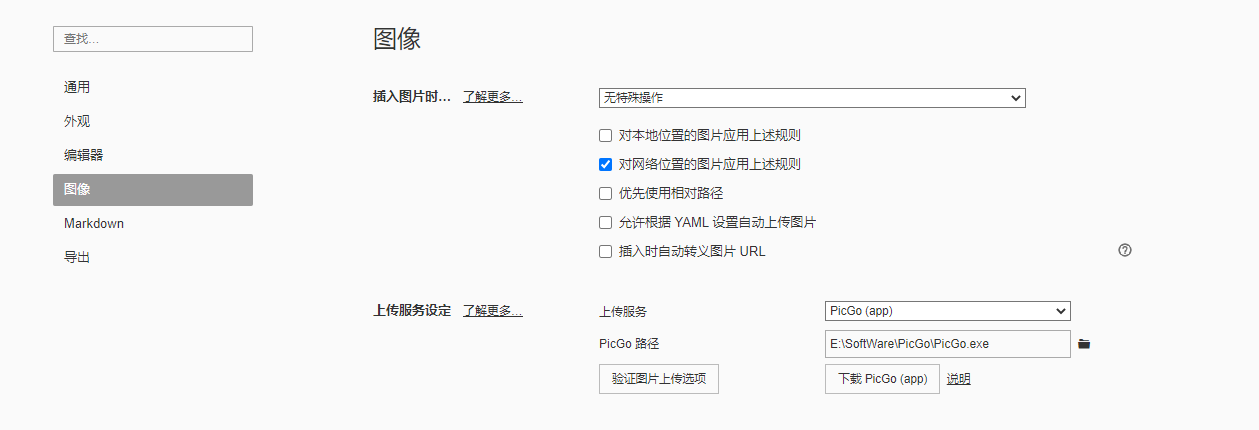 查找...
通用
外观
编辑器
图像
Markdown
导出
图像
插入图片时... 了解更多... 无特殊操作
对本地位置的图片应用上述规则
对网络位置的图片应用上述规则
优先使用相对路径
允许根据 YAML 设置自动上传图片
插入时自动转义图片 URL
上传服务设定 了解更多... 上传服务 PicGo (app)
PicGo 路径 E:\SoftWare\PicGo\PicGo.exe
验证图片上传选项 下载 PicGo (app) 说明